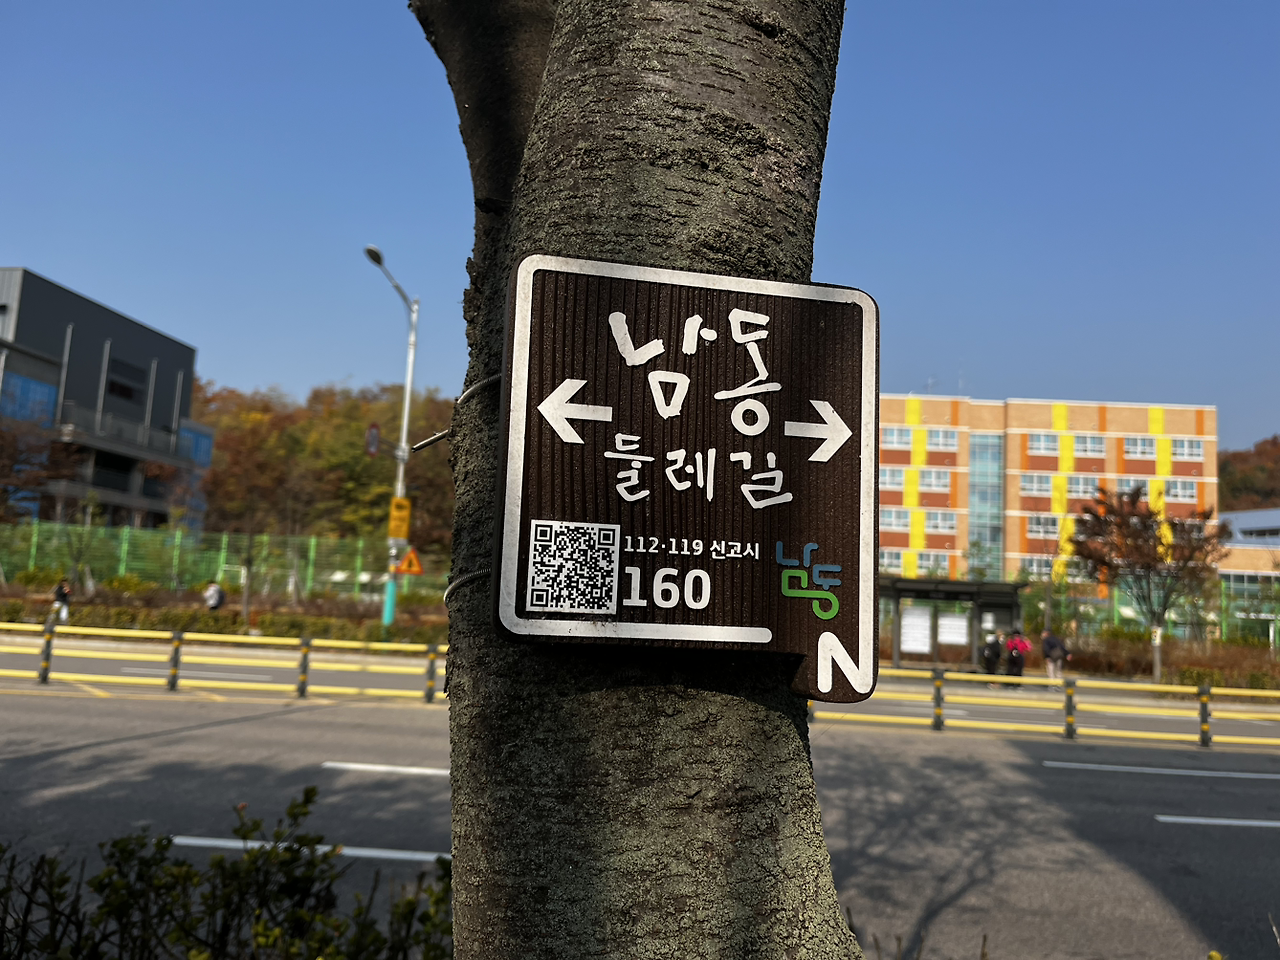 ← 남동 →
둘레길
112·119 신고시
160
남동
N